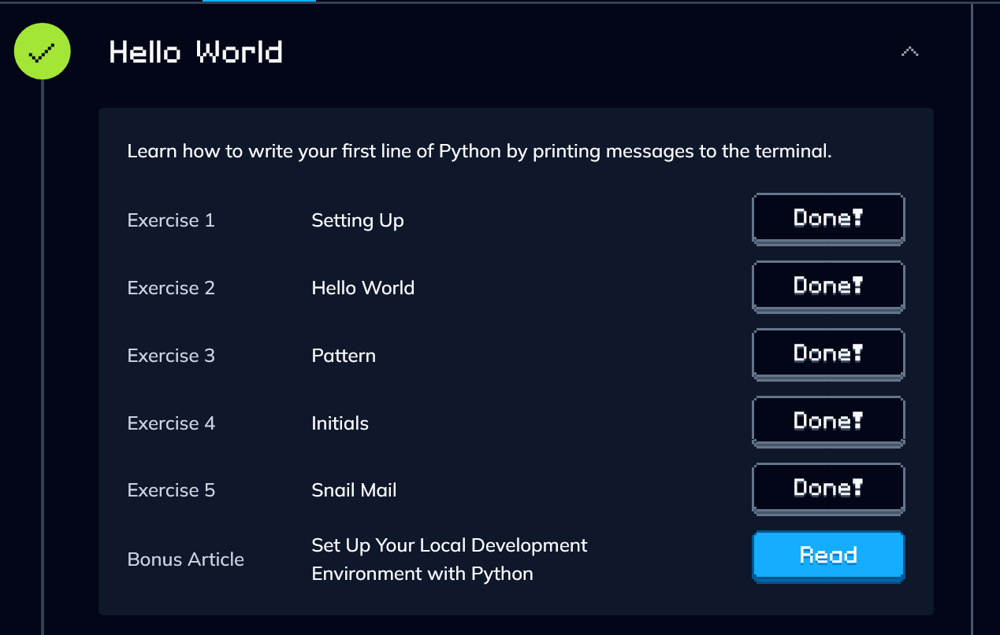 Hello World
Learn how to write your first line of Python by printing messages to the terminal.
Exercise 1 Setting Up Done!
Exercise 2 Hello World Done!
Exercise 3 Pattern Done!
Exercise 4 Initials Done!
Exercise 5 Snail Mail Done!
Bonus Article Set Up Your Local Development
Environment with Python Read